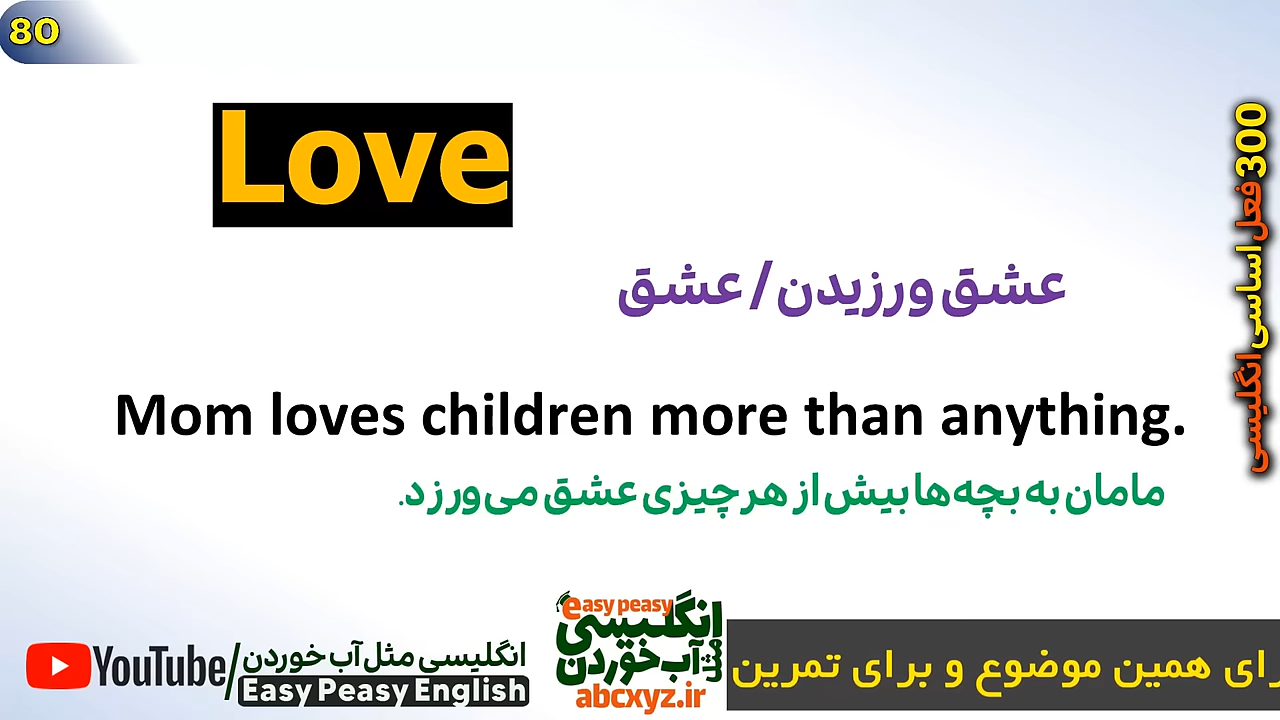 80
Love
عشق ورزیدن / عشق
Mom loves children more than anything.
مامان به بچه‌ها بیش از هر چیزی عشق می‌ورزد.
300 فعل اساسی انگلیسی
YouTube / انگلیسی مثل آب خوردن
Easy Peasy English
easy peasy
انگلیسی
مثل
آب خوردن
abcxyz.ir
همین موضوع و برای تمرین